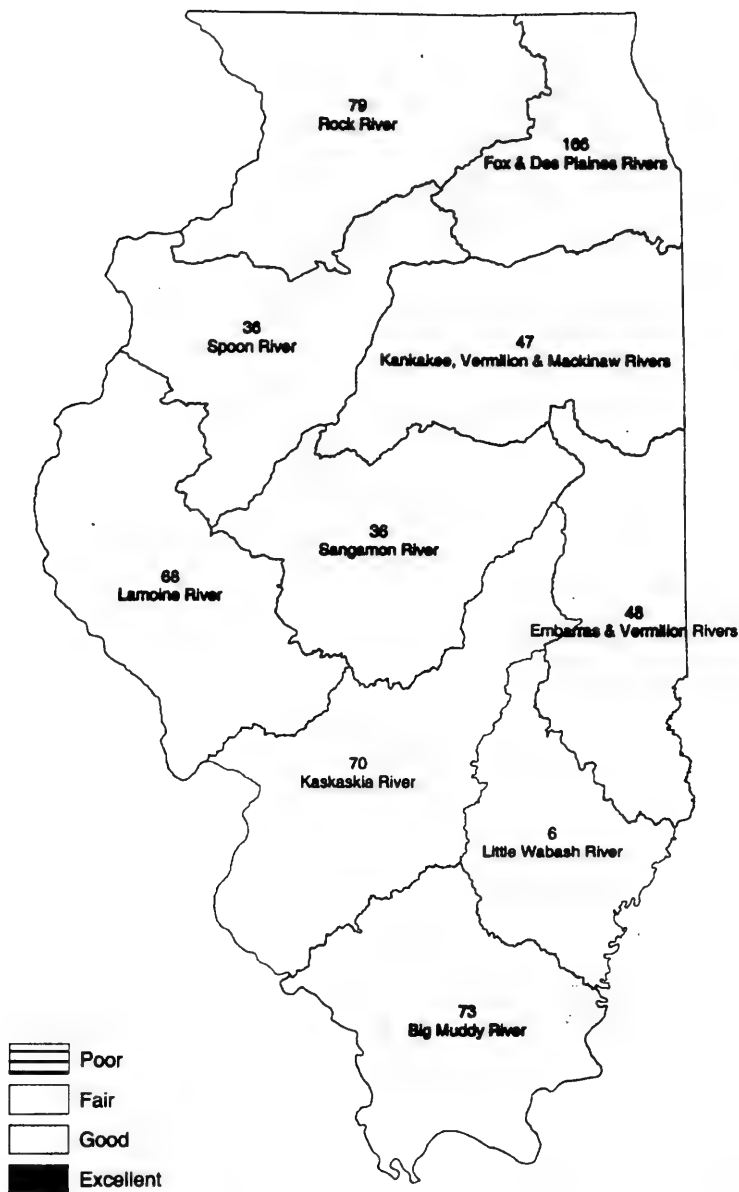 79
Rock River
166
Fox & Des Plaines Rivers
36
Spoon River
47
Kankakee, Vermilion & Mackinaw Rivers
36
Sangamon River
68
Lamoine River
48
Embarras & Vermilion Rivers
70
Kaskaskia River
6
Little Wabash River
73
Big Muddy River
Poor
Fair
Good
Excellent